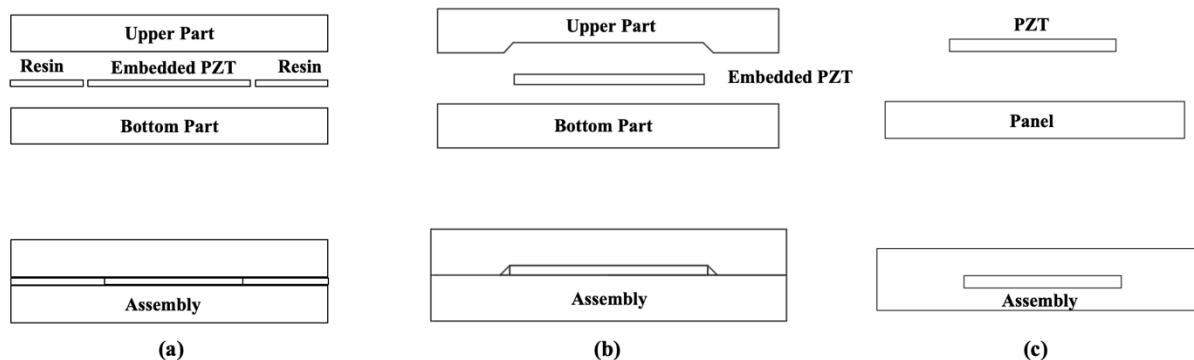 Upper Part
Resin Embedded PZT Resin
Bottom Part
Assembly
(a)
Upper Part
Embedded PZT
Bottom Part
Assembly
(b)
PZT
Panel
Assembly
(c)